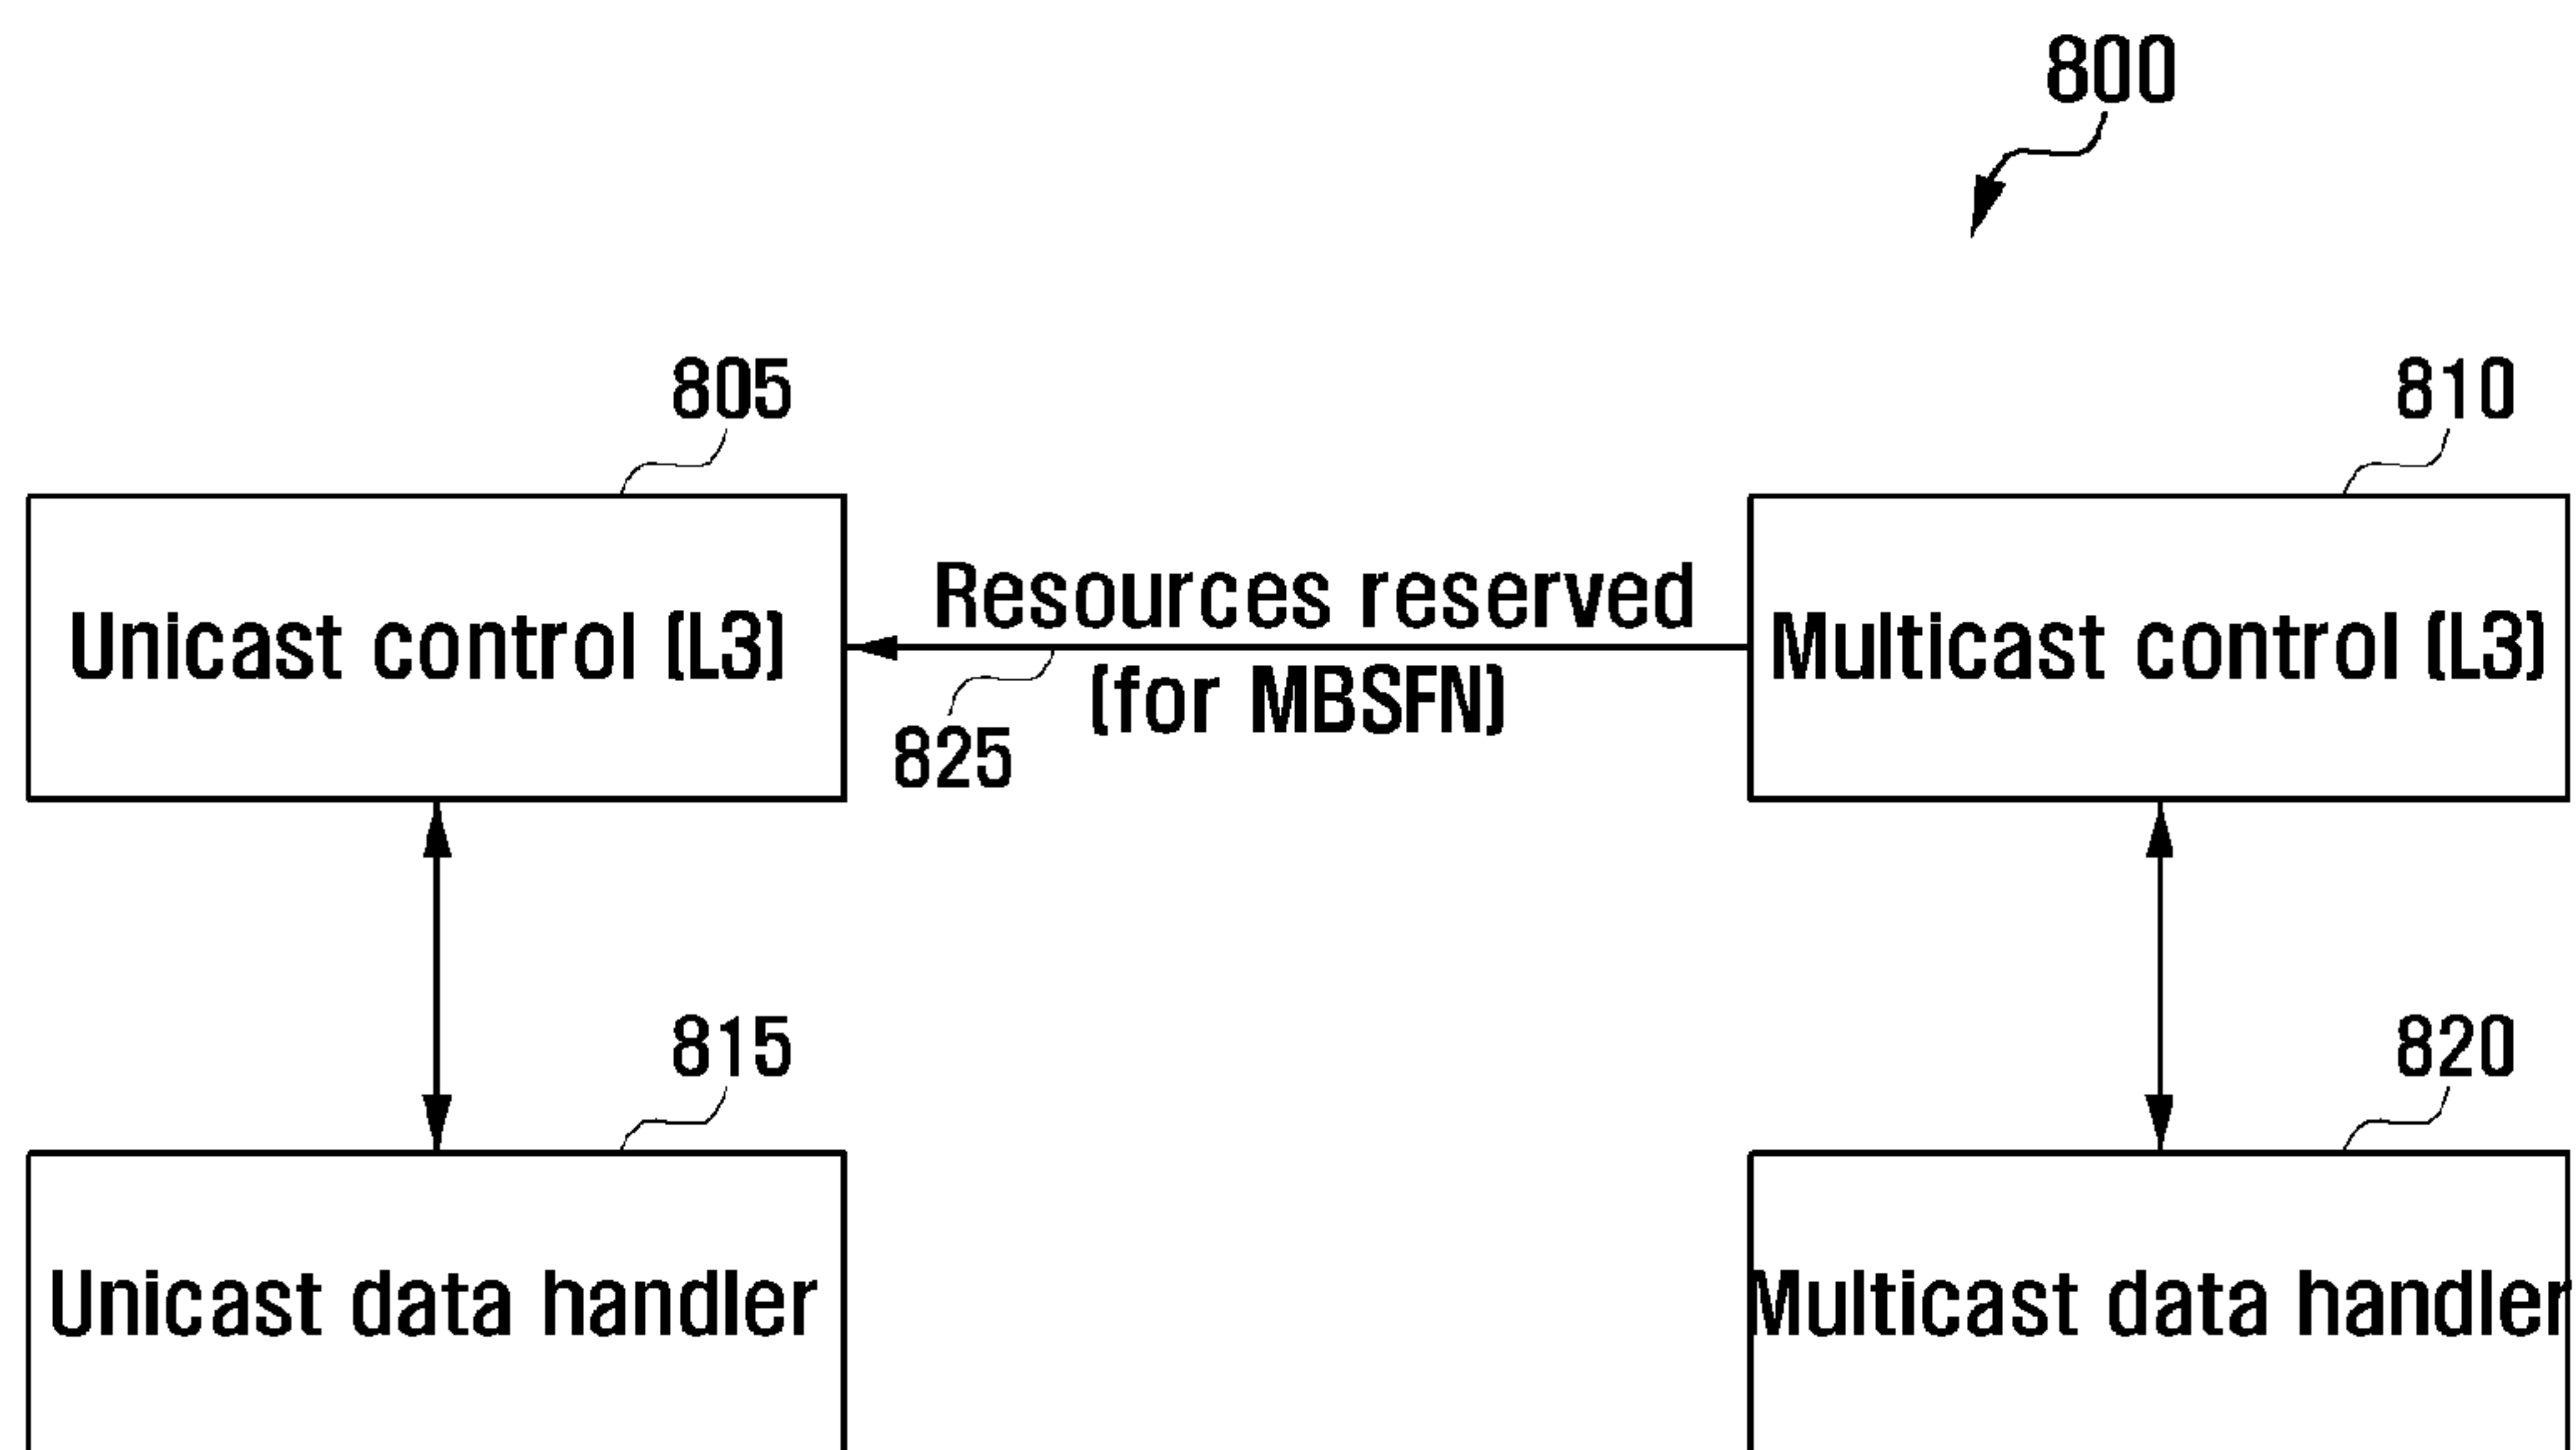 800
805
810
Resources reserved
Unicast control (L3)
Multicast control (L3)
(for MBSFN)
825
815
820
Unicast data handler
Multicast data handler